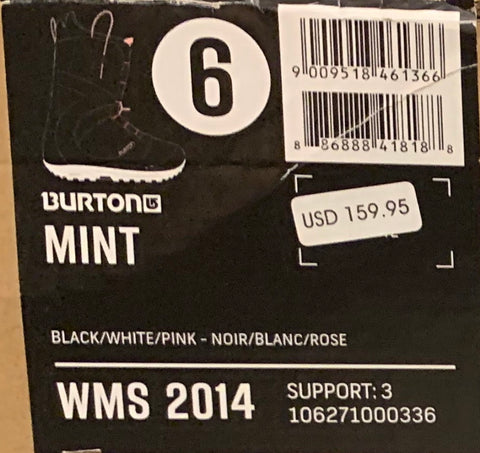 6
9 009518 461366
8 86888 41818 8
BURTON
USD 159.95
MINT
BLACK/WHITE/PINK - NOIR/BLANC/ROSE
WMS 2014
SUPPORT: 3
106271000336